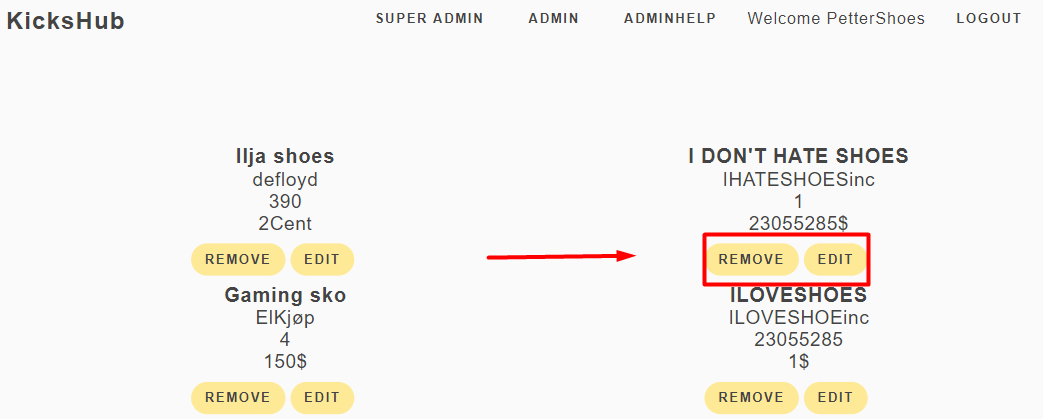 KicksHub
SUPER ADMIN ADMIN ADMINHELP Welcome PetterShoes LOGOUT
Ilja shoes
defloyd
390
2Cent
REMOVE EDIT
I DON'T HATE SHOES
IHATESHOESinc
1
23055285$
REMOVE EDIT
Gaming sko
ElKjøp
4
150$
REMOVE EDIT
ILOVESHOES
ILOVESHOEinc
23055285
1$
REMOVE EDIT